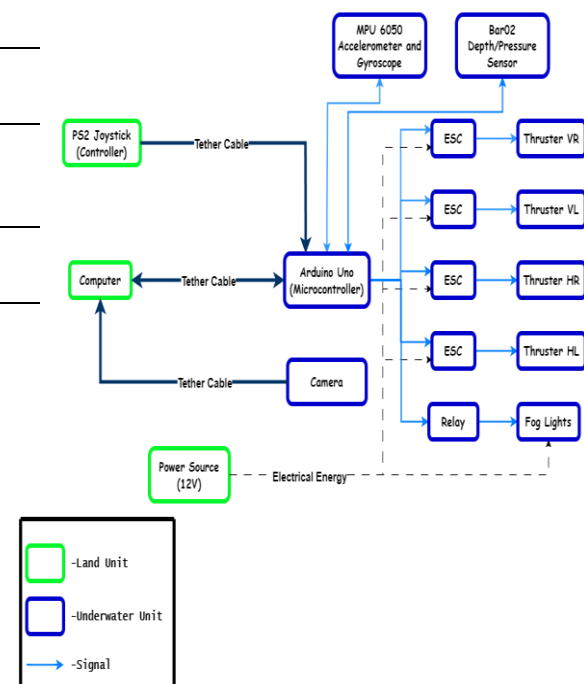 MPU 6050
Accelerometer and
Gyroscope
Bar02
Depth/Pressure
Sensor
PS2 Joystick
(Controller)
Tether Cable
ESC
Thruster VR
ESC
Thruster VL
Computer
Tether Cable
Arduino Uno
(Microcontroller)
ESC
Thruster HR
ESC
Thruster HL
Tether Cable
Camera
Relay
Fog Lights
Power Source
(12V)
Electrical Energy
-Land Unit
-Underwater Unit
-Signal